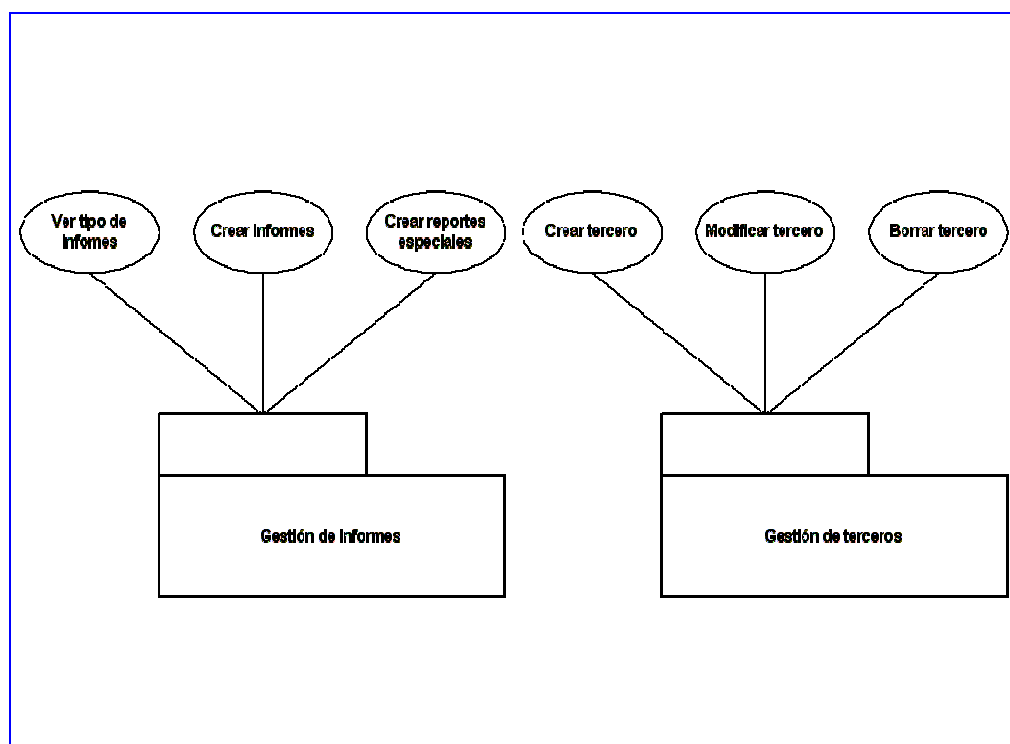 Ver tipo de
Infomes
Crear Informes
Crear reportes
especiales
Crear tercero
Modificar tercero
Borrar tercero
Gestión de Informes
Gestión de terceros